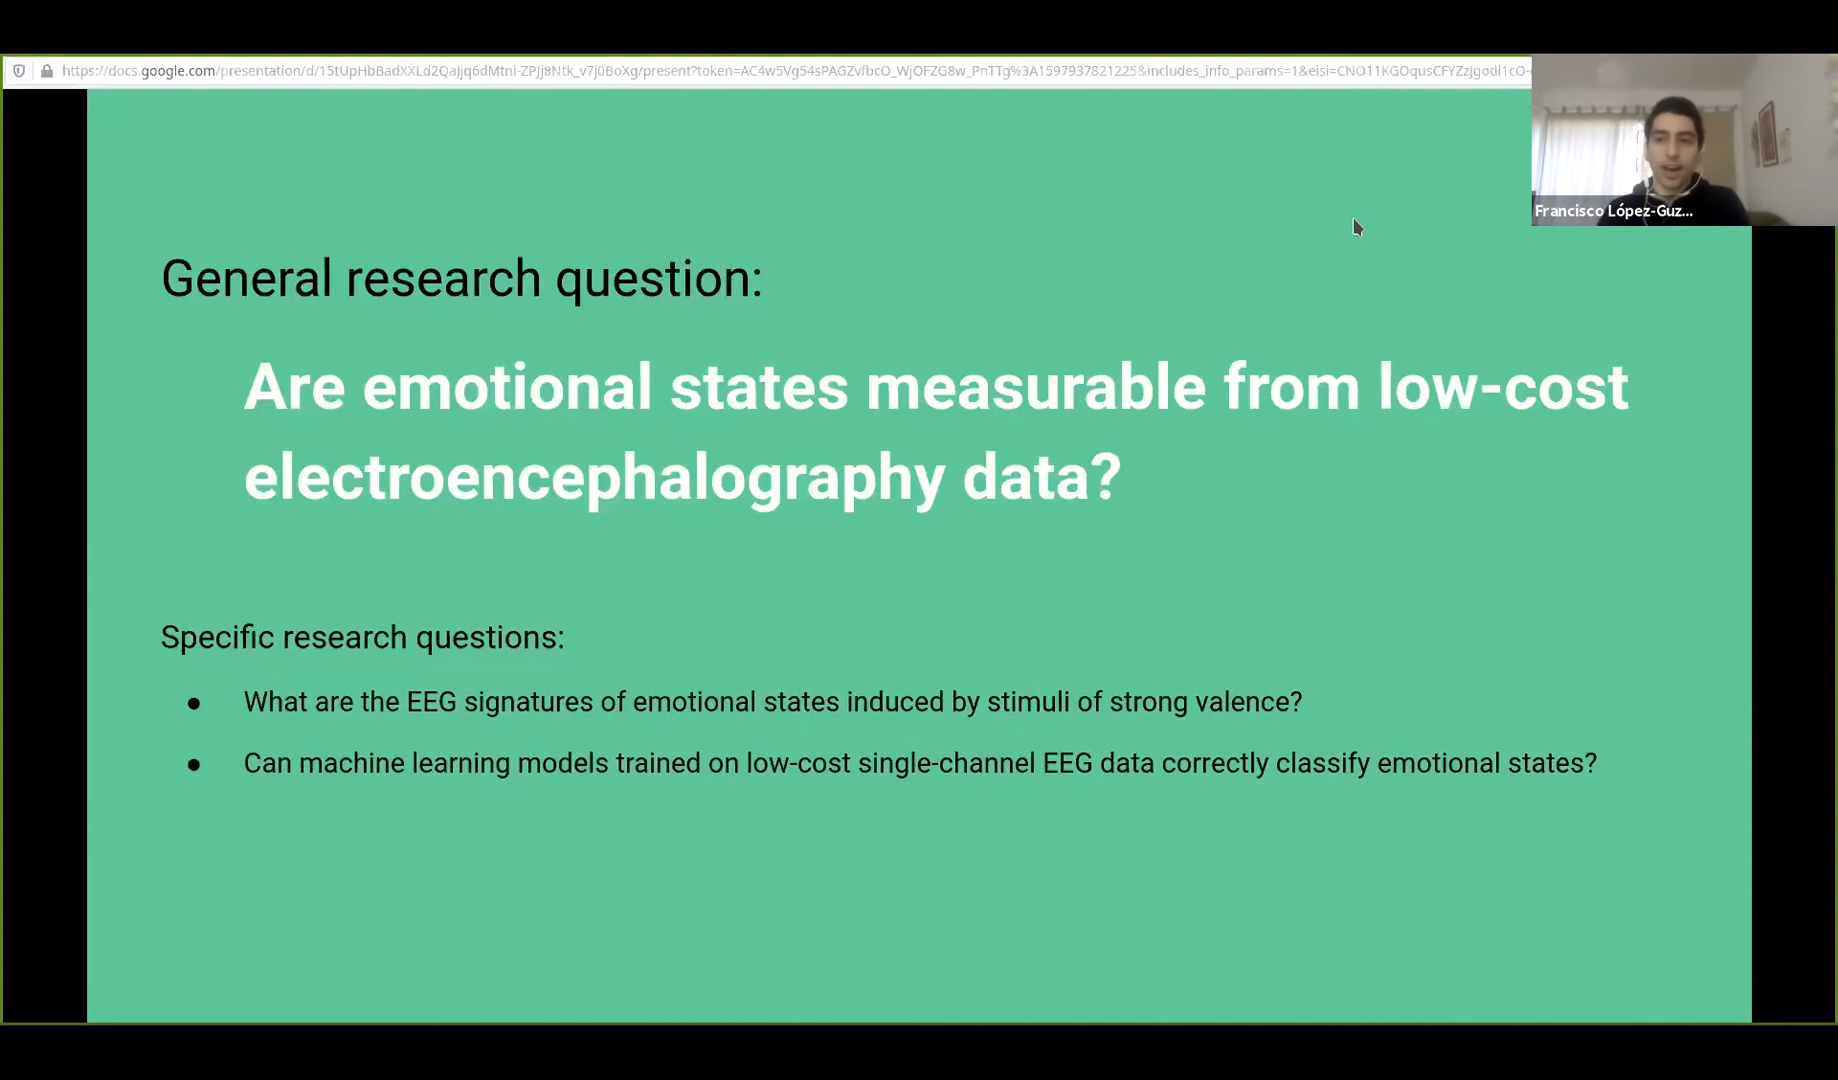 https://docs.google.com/presentation/d/15tUpHbBadXXLd2Qajjq6dMtni-ZPJj8Ntk_v7j0BoXg/present?token=AC4w5Vg54sPAGZvfbcO_WjOFZG8w_PnTTg%3A1597937821225&includes_info_params=1&eisi=CNO11KGOqusCFYZzJgodl1cO-
Francisco López-Guz...
General research question:
Are emotional states measurable from low-cost
electroencephalography data?
Specific research questions:
● What are the EEG signatures of emotional states induced by stimuli of strong valence?
● Can machine learning models trained on low-cost single-channel EEG data correctly classify emotional states?